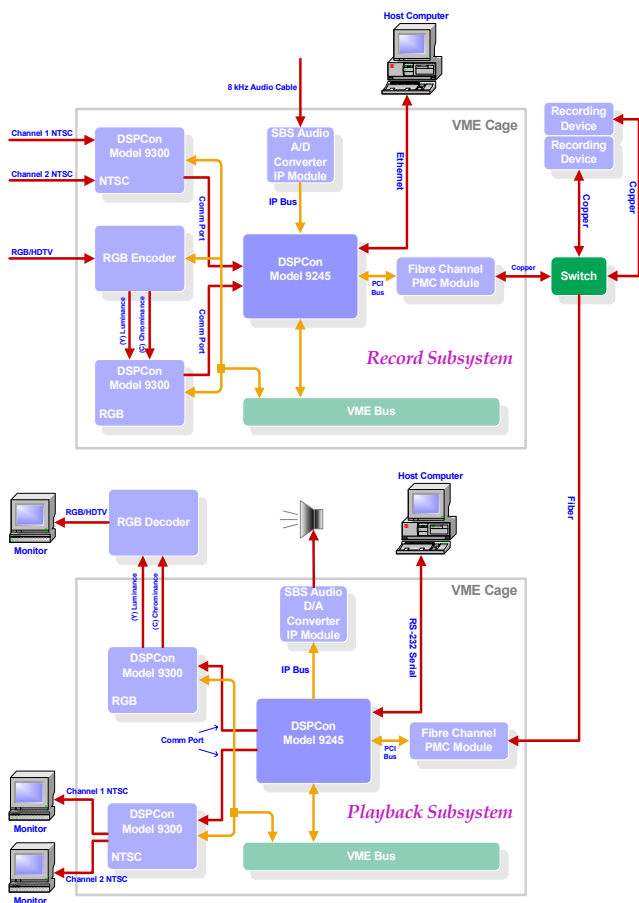 Host Computer
8 kHz Audio Cable
VME Cage
Channel 1 NTSC
Channel 2 NTSC
DSPCon
Model 9300
NTSC
SBS Audio
A/D
Converter
IP Module
Ethernet
Recording
Device
Recording
Device
Copper
Copper
Comm Port
IP Bus
RGB/HDTV
RGB Encoder
DSPCon
Model 9245
PCI
Bus
Fibre Channel
PMC Module
Copper
Switch
(Y) Luminance
(C) Chrominance
Comm Port
DSPCon
Model 9300
RGB
Record Subsystem
VME Bus
Fiber
Host Computer
RGB/HDTV
Monitor
RGB Decoder
VME Cage
(Y) Luminance
(C) Chrominance
SBS Audio
D/A
Converter
IP Module
RS-232 Serial
DSPCon
Model 9300
RGB
IP Bus
Comm Port
DSPCon
Model 9245
PCI
Bus
Fibre Channel
PMC Module
Channel 1 NTSC
Monitor
DSPCon
Model 9300
NTSC
Playback Subsystem
VME Bus
Channel 2 NTSC
Monitor